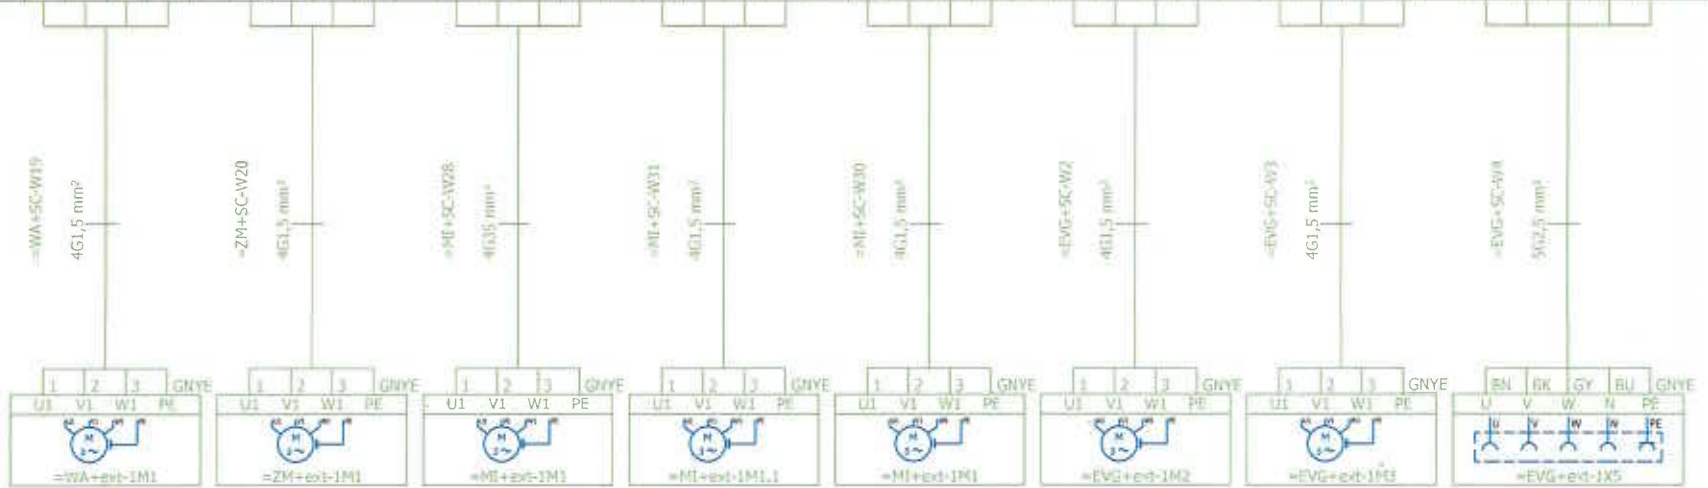 =WA+SC-W19
4G1,5 mm²
=ZM+SC-W20
4G1,5 mm²
=MI+SC-W28
4G35 mm²
=MI+SC-W31
4G1,5 mm²
=MI+SC-W30
4G1,5 mm²
=EVG+SC-W2
4G1,5 mm²
=EVG+SC-W3
4G1,5 mm²
=EVG+SC-W4
5G2,5 mm²
1 2 3 GNYE
U1 V1 W1 PE
M
3~
=WA+ext-1M1
1 2 3 GNYE
U1 V1 W1 PE
M
3~
=ZM+ext-1M1
1 2 3 GNYE
U1 V1 W1 PE
M
3~
=MI+ext-1M1
1 2 3 GNYE
U1 V1 W1 PE
M
3~
=MI+ext-1M1.1
1 2 3 GNYE
U1 V1 W1 PE
M
3~
=MI+ext-1M1
1 2 3 GNYE
U1 V1 W1 PE
M
3~
=EVG+ext-1M2
1 2 3 GNYE
U1 V1 W1 PE
M
3~
=EVG+ext-1M3
BN BK GY BU GNYE
U V W N PE
U V W N PE
=EVG+ext-1X5